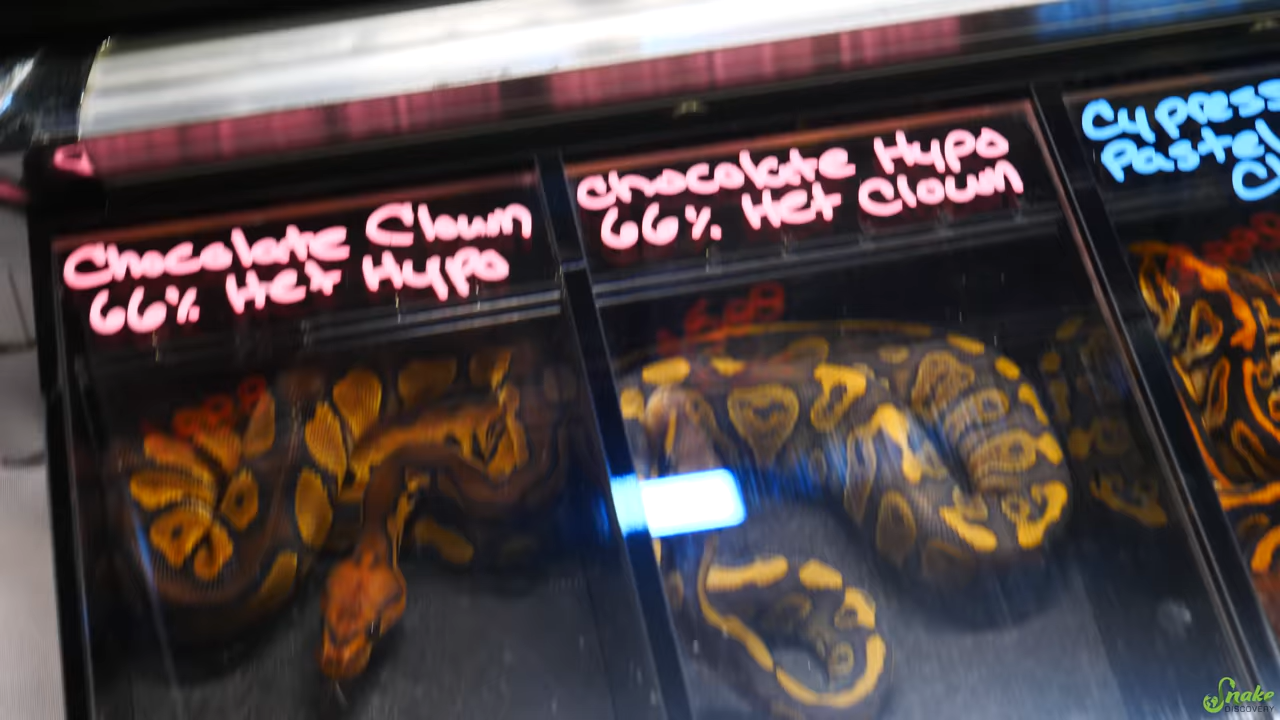 Chocolate Clown
66% Het Hypo
Chocolate Hypo
66% Het Clown
Cypress
Pastel
Snake
DISCOVERY